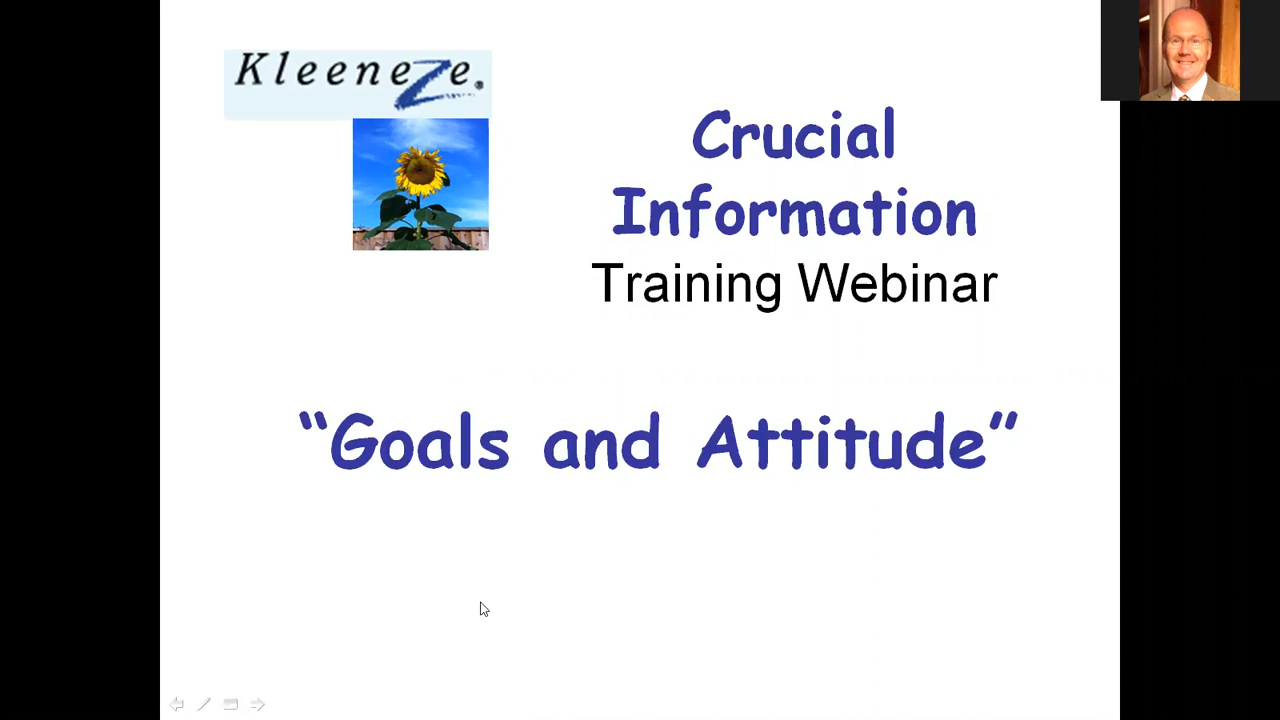 Kleeneze®
Crucial
Information
Training Webinar
“Goals and Attitude”